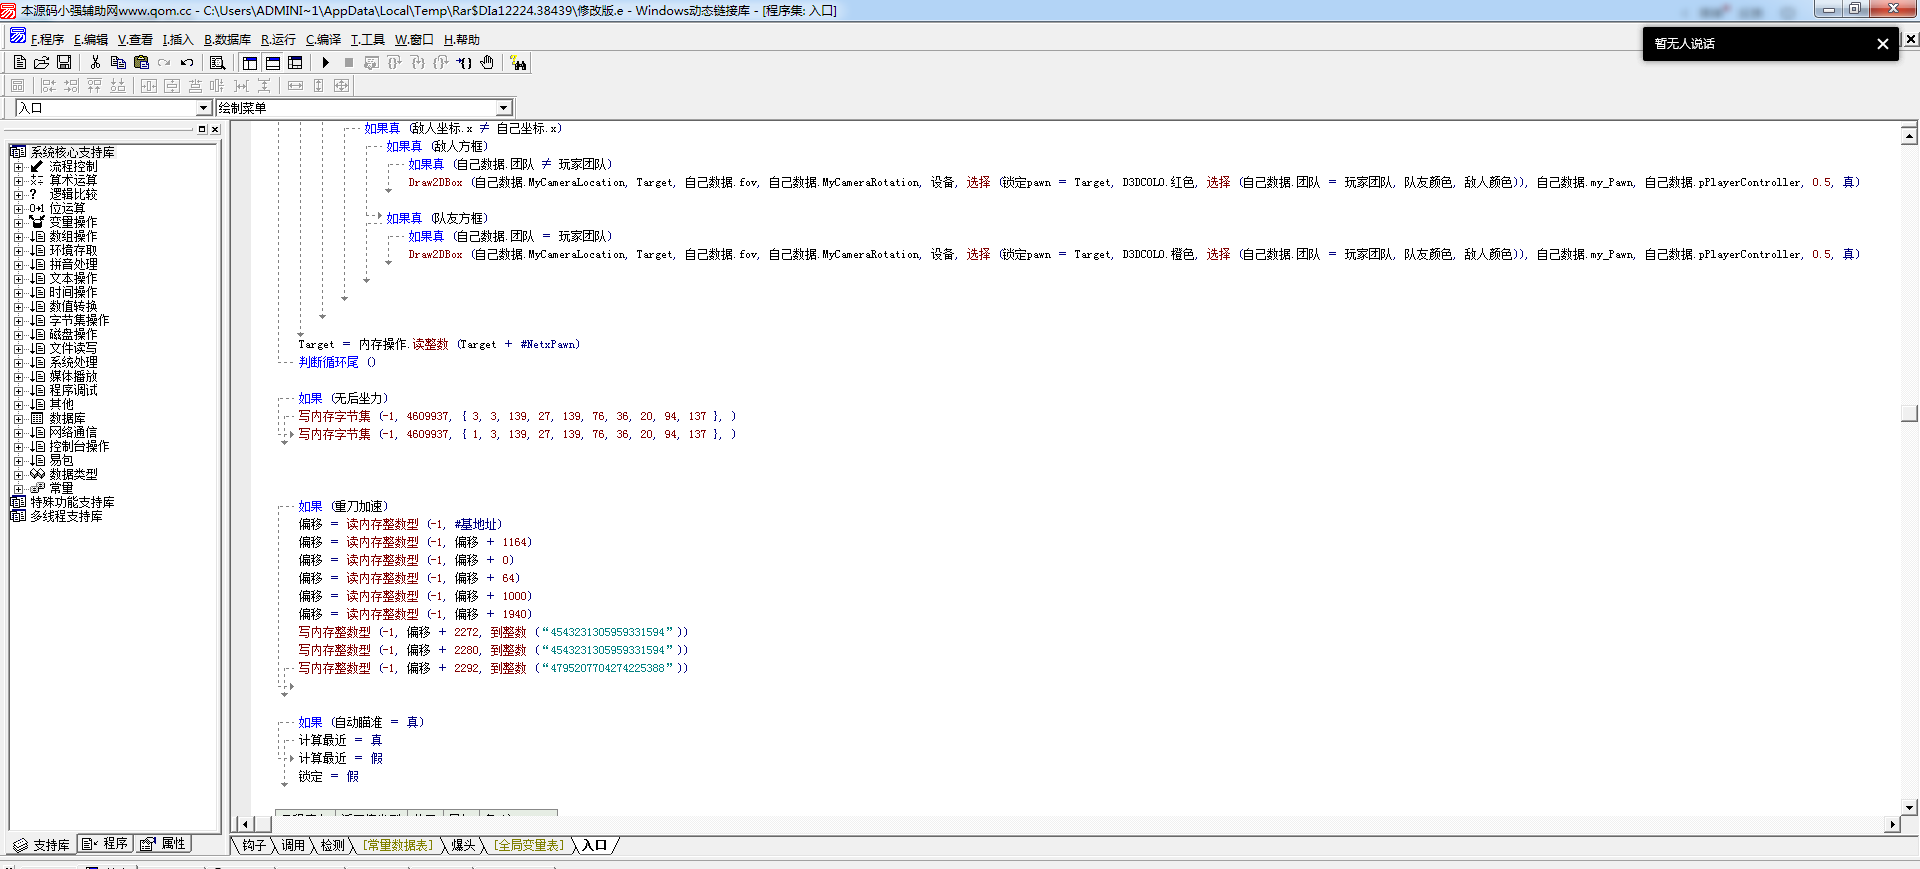 本源码小强辅助网www.qom.cc - C:\Users\ADMINI~1\AppData\Local\Temp\Rar$DIa12224.38439\修改版.e - Windows动态链接库 - [程序集: 入口]
F.程序 E.编辑 V.查看 I.插入 B.数据库 R.运行 C.编译 T.工具 W.窗口 H.帮助
暂无人说话
入口 绘制菜单
系统核心支持库
流程控制
算术运算
逻辑比较
位运算
变量操作
数组操作
环境存取
拼音处理
文本操作
时间操作
数值转换
字节集操作
磁盘操作
文件读写
系统处理
媒体播放
程序调试
其他
数据库
网络通信
控制台操作
易包
数据类型
常量
特殊功能支持库
多线程支持库
支持库 程序 属性
如果真 (敌人坐标.x ≠ 自己坐标.x)
如果真 (敌人方框)
如果真 (自己数据.团队 ≠ 玩家团队)
Draw2DBox (自己数据.MyCameraLocation, Target, 自己数据.fov, 自己数据.MyCameraRotation, 设备, 选择 (锁定pawn = Target, D3DCOLO.红色, 选择 (自己数据.团队 = 玩家团队, 队友颜色, 敌人颜色)), 自己数据.my_Pawn, 自己数据.pPlayerController, 0.5, 真)
如果真 (队友方框)
如果真 (自己数据.团队 = 玩家团队)
Draw2DBox (自己数据.MyCameraLocation, Target, 自己数据.fov, 自己数据.MyCameraRotation, 设备, 选择 (锁定pawn = Target, D3DCOLO.橙色, 选择 (自己数据.团队 = 玩家团队, 队友颜色, 敌人颜色)), 自己数据.my_Pawn, 自己数据.pPlayerController, 0.5, 真)
Target = 内存操作.读整数 (Target + #NetxPawn)
判断循环尾 ()
如果 (无后坐力)
写内存字节集 (-1, 4609937, { 3, 3, 139, 27, 139, 76, 36, 20, 94, 137 }, )
写内存字节集 (-1, 4609937, { 1, 3, 139, 27, 139, 76, 36, 20, 94, 137 }, )
如果 (重刀加速)
偏移 = 读内存整数型 (-1, #基地址)
偏移 = 读内存整数型 (-1, 偏移 + 1164)
偏移 = 读内存整数型 (-1, 偏移 + 0)
偏移 = 读内存整数型 (-1, 偏移 + 64)
偏移 = 读内存整数型 (-1, 偏移 + 1000)
偏移 = 读内存整数型 (-1, 偏移 + 1940)
写内存整数型 (-1, 偏移 + 2272, 到整数 (“4543231305959331594”))
写内存整数型 (-1, 偏移 + 2280, 到整数 (“4543231305959331594”))
写内存整数型 (-1, 偏移 + 2292, 到整数 (“4795207704274225388”))
如果 (自动瞄准 = 真)
计算最近 = 真
计算最近 = 假
锁定 = 假
钩子 调用 检测 [常量数据表] 爆头 [全局变量表] 入口